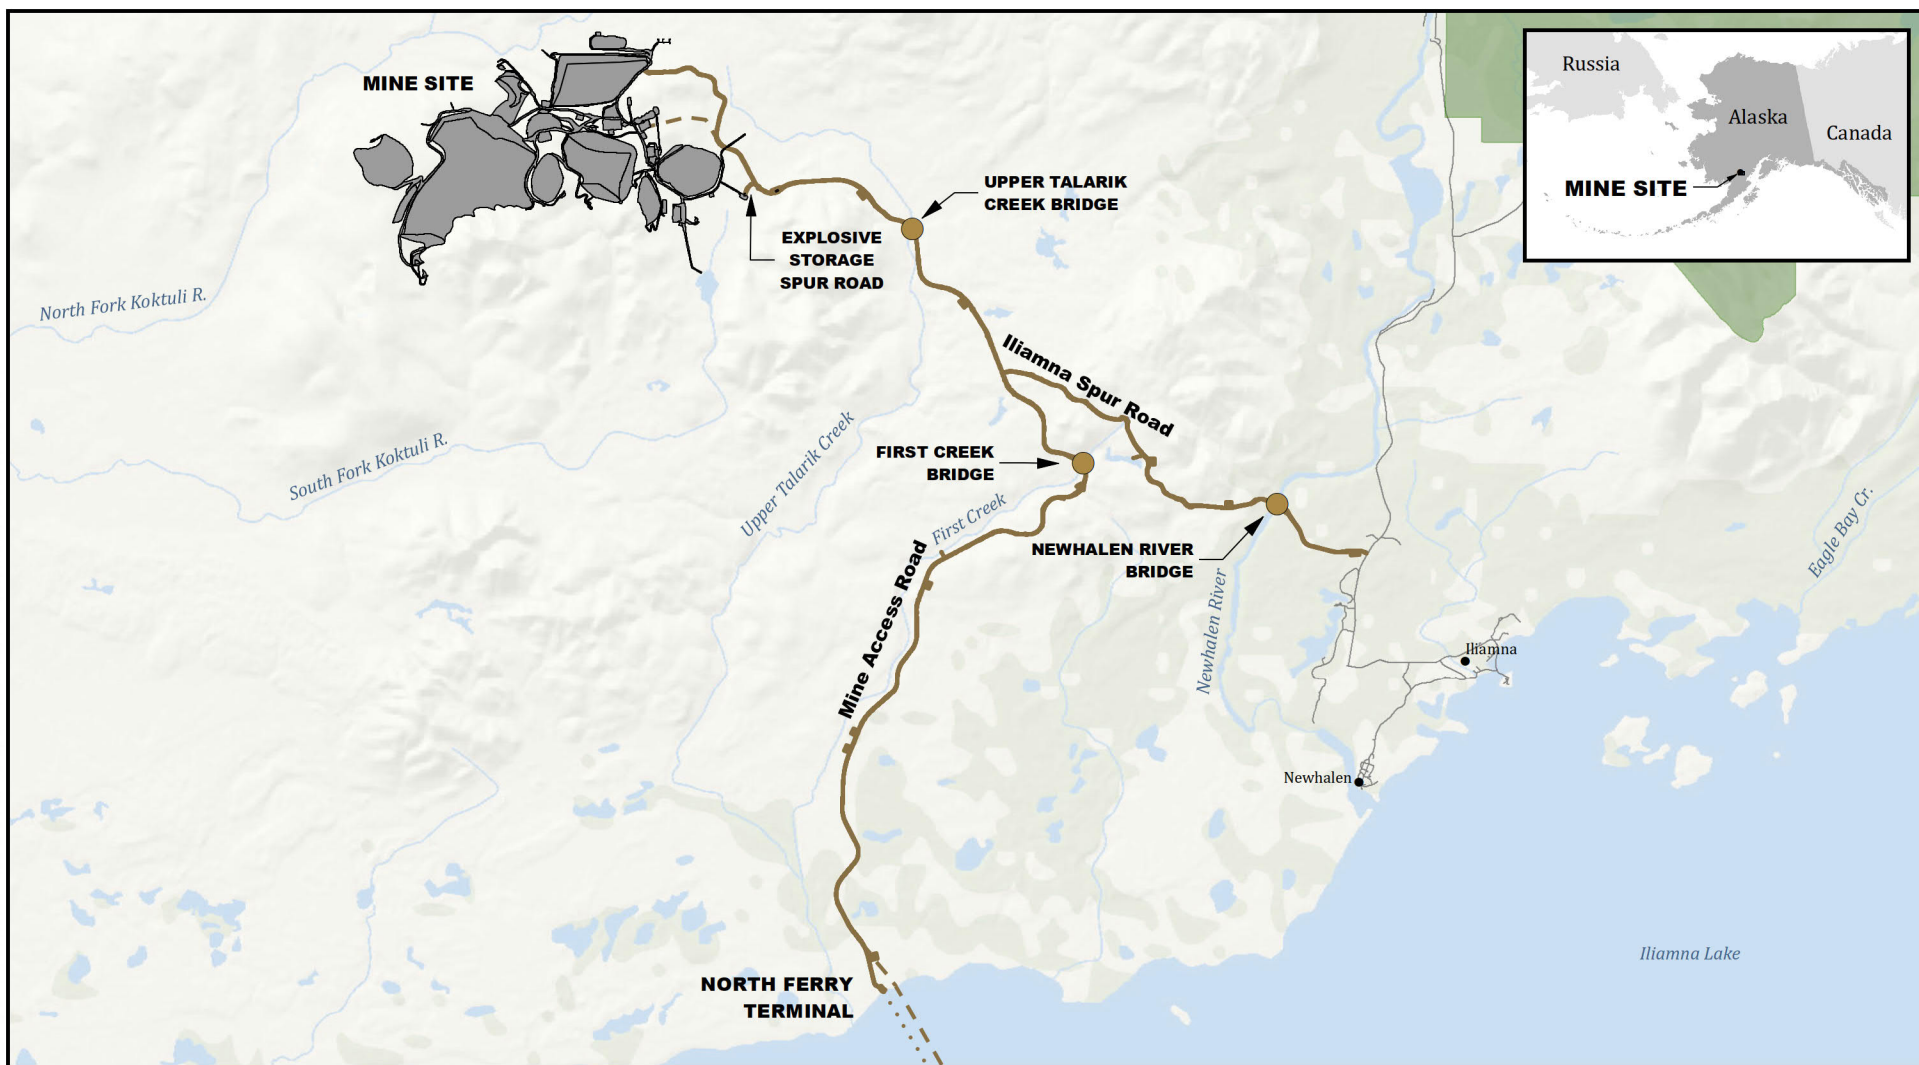 MINE SITE
Russia
Alaska
Canada
MINE SITE
UPPER TALARIK
CREEK BRIDGE
EXPLOSIVE
STORAGE
SPUR ROAD
North Fork Koktuli R.
Iliamna Spur Road
South Fork Koktuli R.
Upper Talarik Creek
FIRST CREEK
BRIDGE
First Creek
NEWHALEN RIVER
BRIDGE
Eagle Bay Cr.
Mine Access Road
Newhalen River
Iliamna
Newhalen
Iliamna Lake
NORTH FERRY
TERMINAL